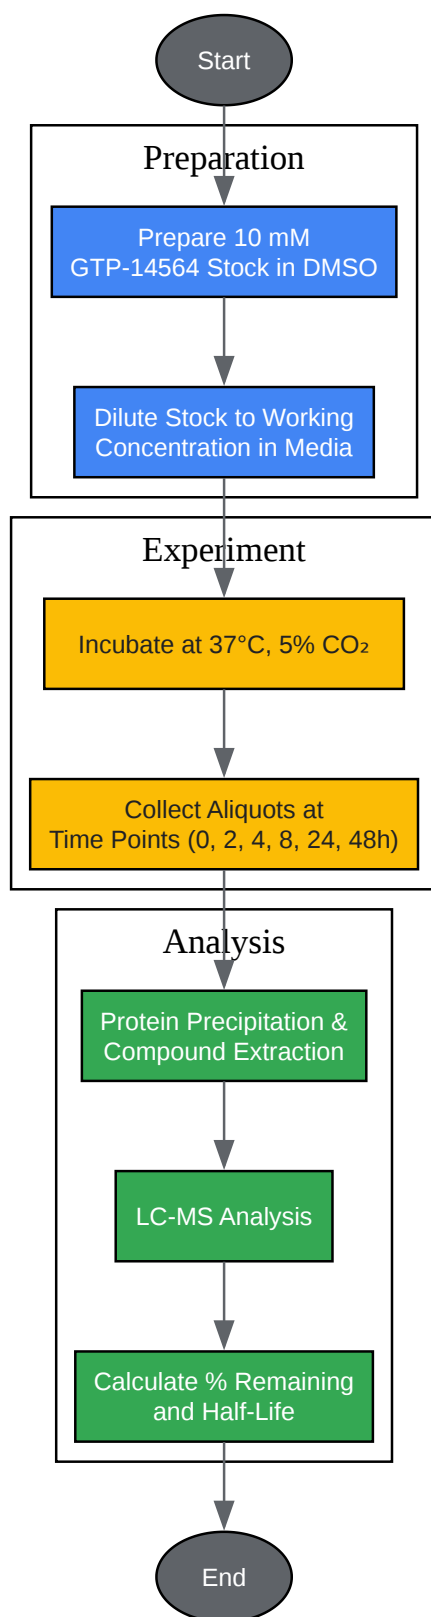 Start
Preparation
Prepare 10 mM
GTP-14564 Stock in DMSO
Dilute Stock to Working
Concentration in Media
Experiment
Incubate at 37°C, 5% CO₂
Collect Aliquots at
Time Points (0, 2, 4, 8, 24, 48h)
Analysis
Protein Precipitation &
Compound Extraction
LC-MS Analysis
Calculate % Remaining
and Half-Life
End